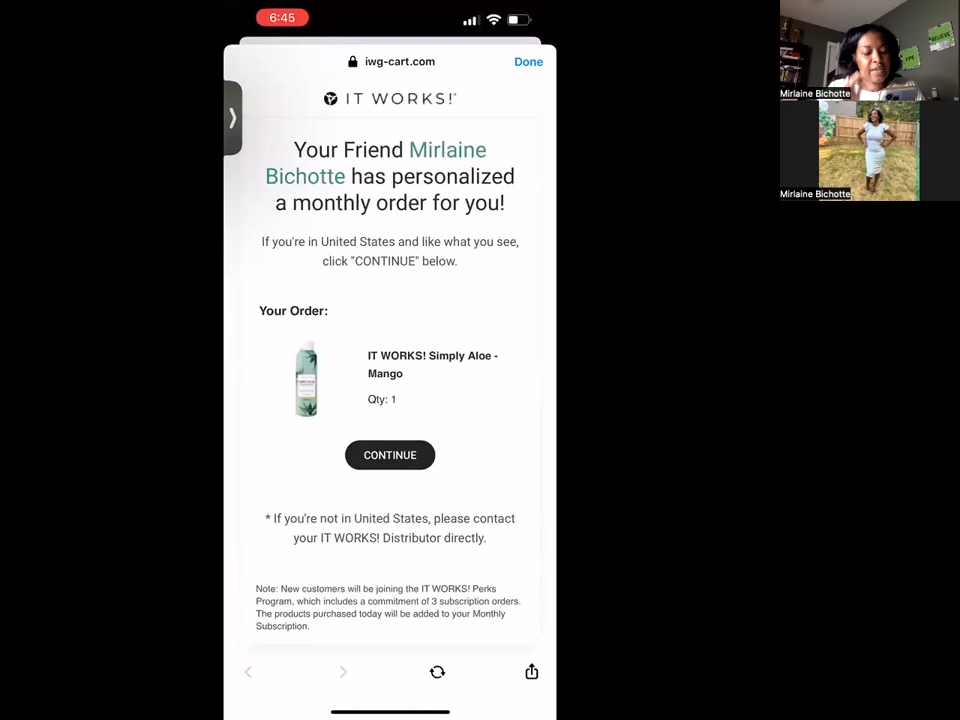 6:45
iwg-cart.com
Done
IT WORKS!
Your Friend Mirlaine
Bichotte has personalized
a monthly order for you!
If you're in United States and like what you see,
click "CONTINUE" below.
Your Order:
IT WORKS! Simply Aloe -
Mango
Qty: 1
CONTINUE
* If you're not in United States, please contact
your IT WORKS! Distributor directly.
Note: New customers will be joining the IT WORKS! Perks
Program, which includes a commitment of 3 subscription orders.
The products purchased today will be added to your Monthly
Subscription.
Mirlaine Bichotte
Mirlaine Bichotte